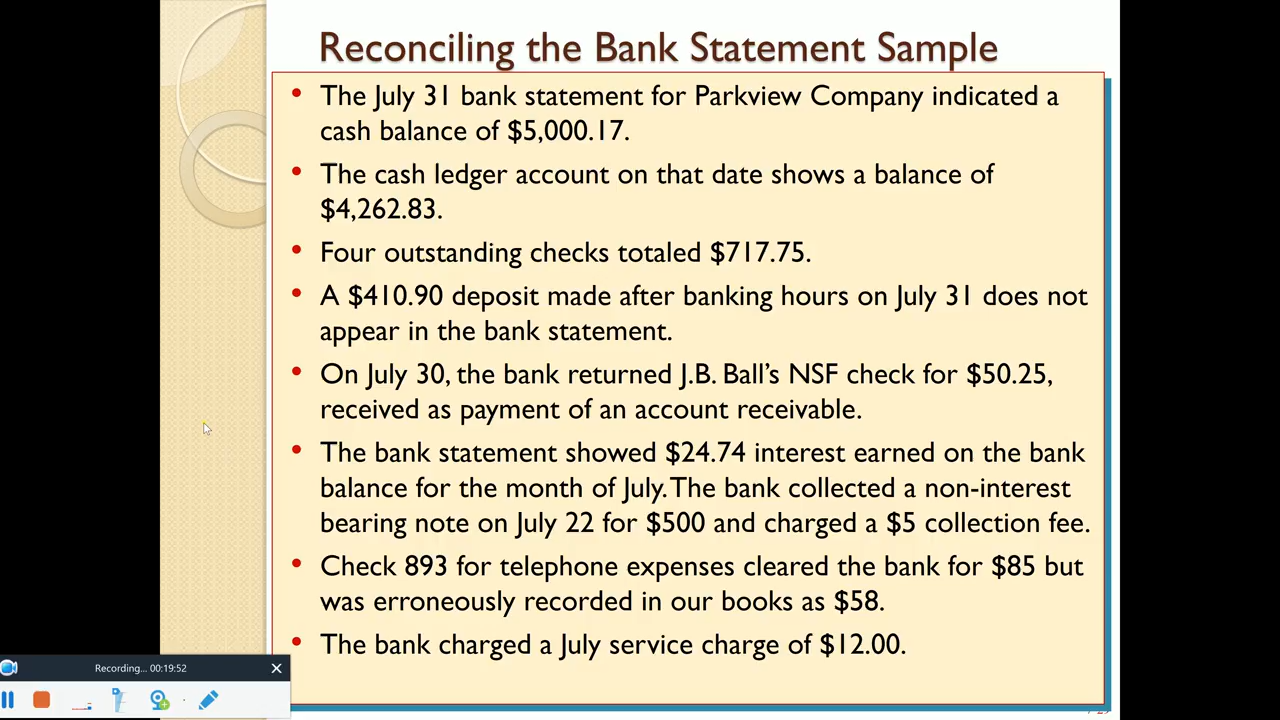 Reconciling the Bank Statement Sample
• The July 31 bank statement for Parkview Company indicated a
cash balance of $5,000.17.
• The cash ledger account on that date shows a balance of
$4,262.83.
• Four outstanding checks totaled $717.75.
• A $410.90 deposit made after banking hours on July 31 does not
appear in the bank statement.
• On July 30, the bank returned J.B. Ball’s NSF check for $50.25,
received as payment of an account receivable.
• The bank statement showed $24.74 interest earned on the bank
balance for the month of July. The bank collected a non-interest
bearing note on July 22 for $500 and charged a $5 collection fee.
• Check 893 for telephone expenses cleared the bank for $85 but
was erroneously recorded in our books as $58.
• The bank charged a July service charge of $12.00.
Recording... 00:19:52